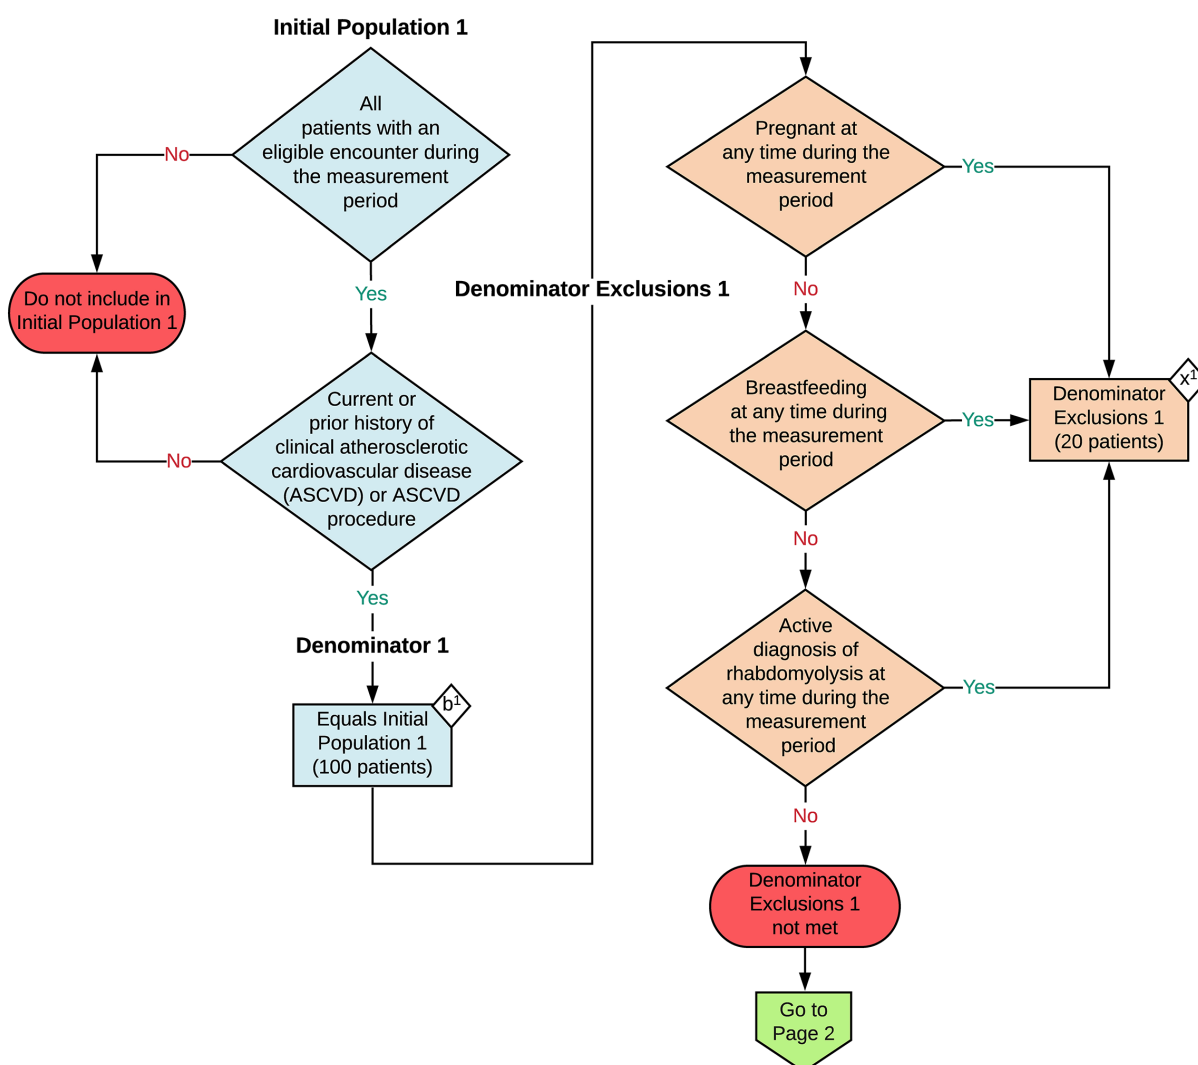 Initial Population 1
All
patients with an
eligible encounter during
the measurement
period
No
Yes
Do not include in
Initial Population 1
Current or
prior history of
clinical atherosclerotic
cardiovascular disease
(ASCVD) or ASCVD
procedure
No
Yes
Denominator 1
b¹
Equals Initial
Population 1
(100 patients)
Denominator Exclusions 1
Pregnant at
any time during the
measurement
period
Yes
No
Breastfeeding
at any time during
the measurement
period
Yes
x¹
Denominator
Exclusions 1
(20 patients)
No
Active
diagnosis of
rhabdomyolysis at
any time during the
measurement
period
Yes
No
Denominator
Exclusions 1
not met
Go to
Page 2